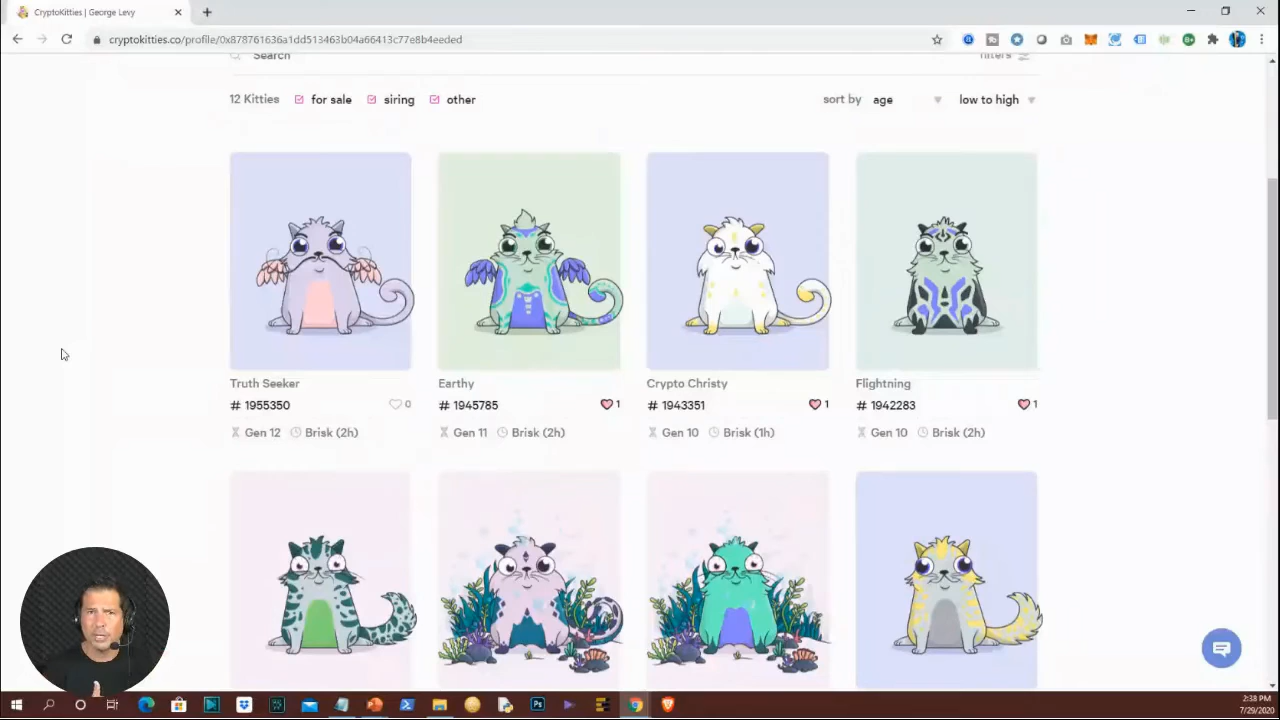 CryptoKitties | George Levy
cryptokitties.co/profile/0x878761636a1dd513463b04a66413c77e8b4eeded
Search
filters
12 Kitties for sale siring other
sort by age low to high
Truth Seeker Earthy Crypto Christy Flightning
# 1955350 0 # 1945785 1 # 1943351 1 # 1942283 1
Gen 12 Brisk (2h) Gen 11 Brisk (2h) Gen 10 Brisk (1h) Gen 10 Brisk (2h)
2:38 PM
7/29/2020